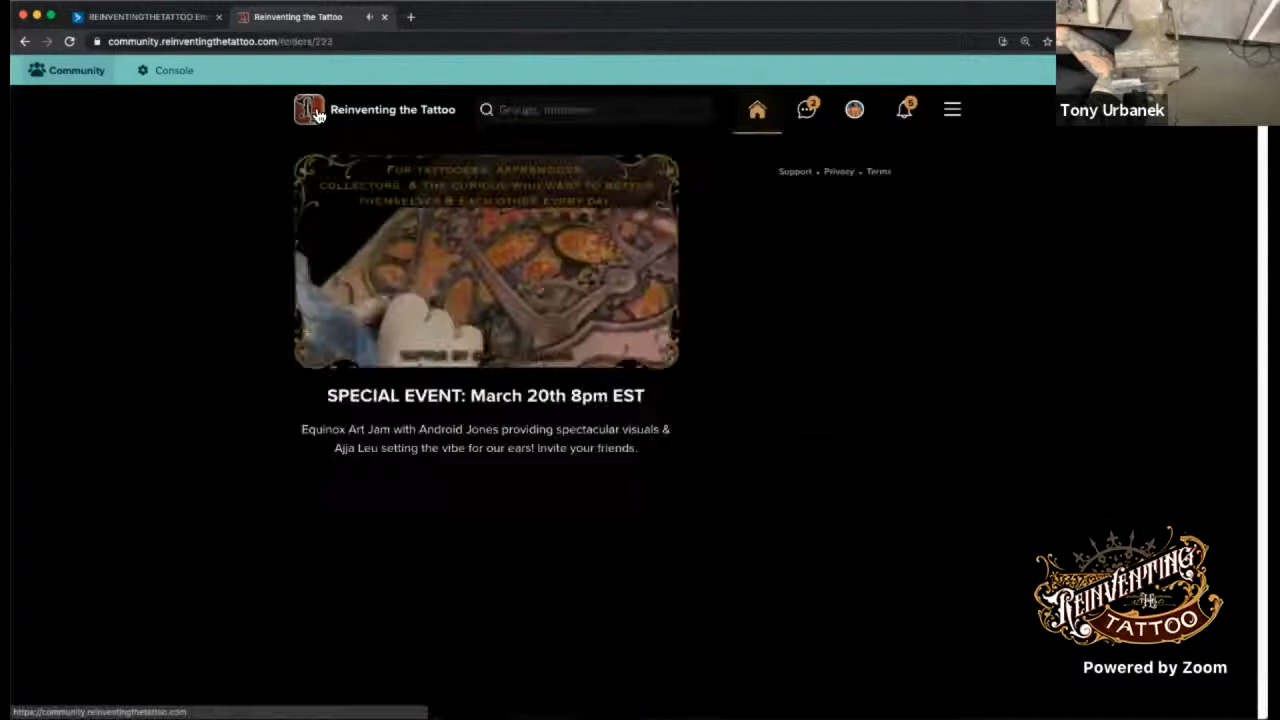 REINVENTINGTHETATTOO
Reinventing the Tattoo
community.reinventingthetattoo.com
Community
Console
Reinventing the Tattoo
Groups,
2
5
Tony Urbanek
FOR TATTOOERS, APPRENTICES,
COLLECTORS, & THE CURIOUS WHO WANT TO BETTER
THEMSELVES & EACH OTHER EVERY DAY
Support • Privacy • Terms
SPECIAL EVENT: March 20th 8pm EST
Equinox Art Jam with Android Jones providing spectacular visuals &
Ajja Leu setting the vibe for our ears! Invite your friends.
REINVENTING
THE
TATTOO
Powered by Zoom
https://community.reinventingthetattoo.com